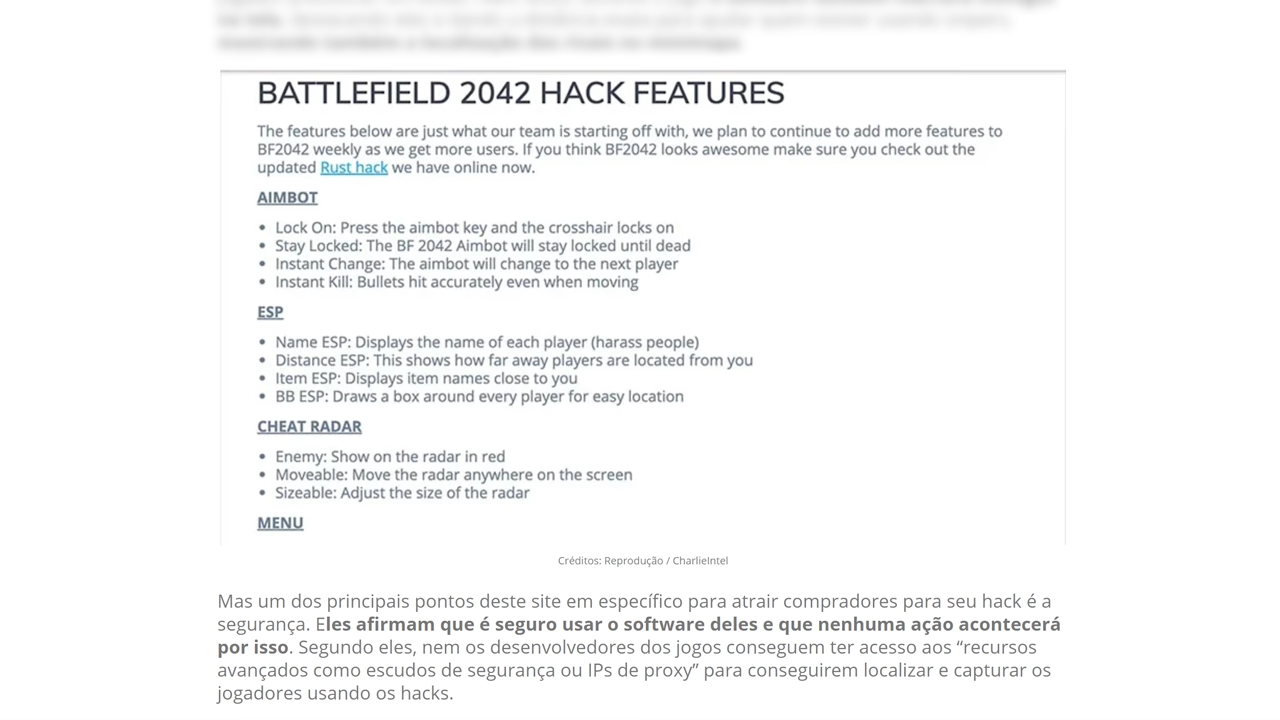 BATTLEFIELD 2042 HACK FEATURES
The features below are just what our team is starting off with, we plan to continue to add more features to
BF2042 weekly as we get more users. If you think BF2042 looks awesome make sure you check out the
updated Rust hack we have online now.
AIMBOT
• Lock On: Press the aimbot key and the crosshair locks on
• Stay Locked: The BF 2042 Aimbot will stay locked until dead
• Instant Change: The aimbot will change to the next player
• Instant Kill: Bullets hit accurately even when moving
ESP
• Name ESP: Displays the name of each player (harass people)
• Distance ESP: This shows how far away players are located from you
• Item ESP: Displays item names close to you
• BB ESP: Draws a box around every player for easy location
CHEAT RADAR
• Enemy: Show on the radar in red
• Moveable: Move the radar anywhere on the screen
• Sizeable: Adjust the size of the radar
MENU
Créditos: Reprodução / CharlieIntel
Mas um dos principais pontos deste site em específico para atrair compradores para seu hack é a
segurança. Eles afirmam que é seguro usar o software deles e que nenhuma ação acontecerá
por isso. Segundo eles, nem os desenvolvedores dos jogos conseguem ter acesso aos “recursos
avançados como escudos de segurança ou IPs de proxy” para conseguirem localizar e capturar os
jogadores usando os hacks.